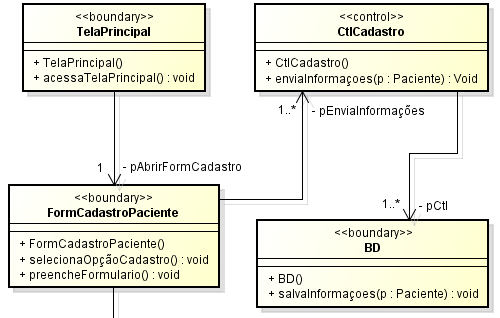 <<boundary>>
TelaPrincipal
+ TelaPrincipal()
+ acessaTelaPrincipal() : void
<<control>>
CtlCadastro
+ CtlCadastro()
+ enviaInformaçoes(p : Paciente) : Void
1..*
- pEnviaInformações
1
- pAbrirFormCadastro
<<boundary>>
FormCadastroPaciente
+ FormCadastroPaciente()
+ selecionaOpçãoCadastro() : void
+ preencheFormulario() : void
1..*
- pCtl
<<boundary>>
BD
+ BD()
+ salvaInformaçoes(p : Paciente) : void